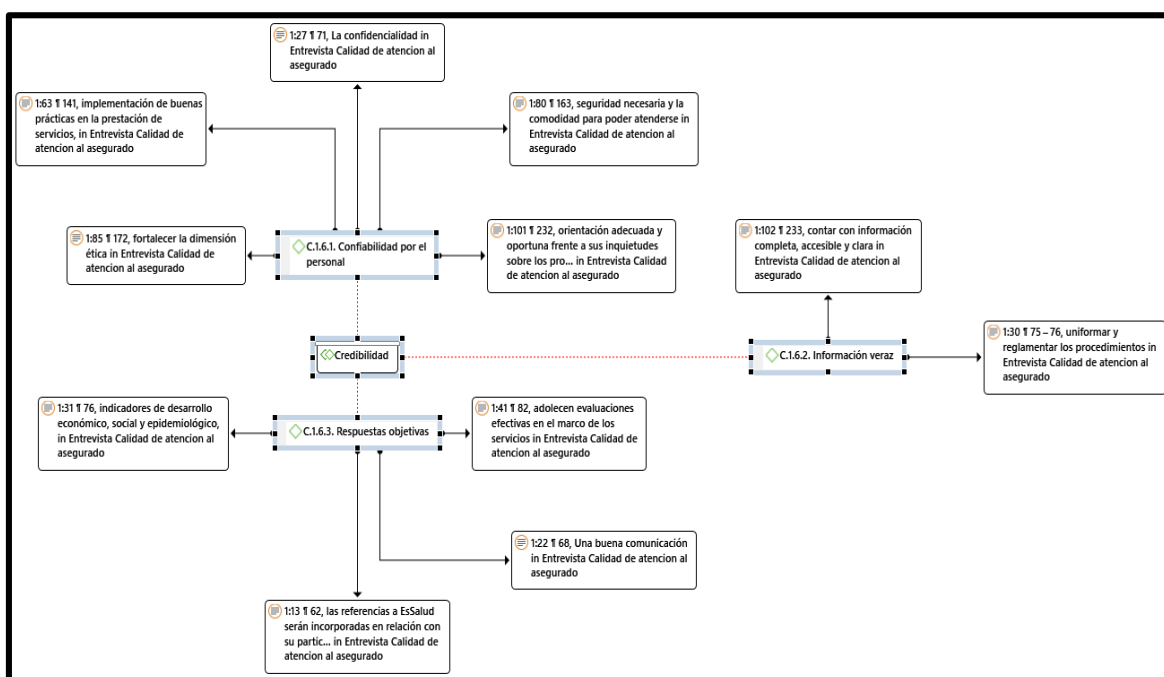 1:27 ¶ 71, La confidencialidad in
Entrevista Calidad de atencion al
asegurado
1:63 ¶ 141, implementación de buenas
prácticas en la prestación de
servicios, in Entrevista Calidad de
atencion al asegurado
1:80 ¶ 163, seguridad necesaria y la
comodidad para poder atenderse in
Entrevista Calidad de atencion al
asegurado
1:85 ¶ 172, fortalecer la dimensión
ética in Entrevista Calidad de
atencion al asegurado
C.1.6.1. Confiabilidad por el
personal
1:101 ¶ 232, orientación adecuada y
oportuna frente a sus inquietudes
sobre los pro... in Entrevista Calidad
de atencion al asegurado
1:102 ¶ 233, contar con información
completa, accesible y clara in
Entrevista Calidad de atencion al
asegurado
Credibilidad
C.1.6.2. Información veraz
1:30 ¶ 75 – 76, uniformar y
reglamentar los procedimientos in
Entrevista Calidad de atencion al
asegurado
1:31 ¶ 76, indicadores de desarrollo
económico, social y epidemiológico,
in Entrevista Calidad de atencion al
asegurado
C.1.6.3. Respuestas objetivas
1:41 ¶ 82, adolecen evaluaciones
efectivas en el marco de los
servicios in Entrevista Calidad de
atencion al asegurado
1:22 ¶ 68, Una buena comunicación
in Entrevista Calidad de atencion al
asegurado
1:13 ¶ 62, las referencias a EsSalud
serán incorporadas en relación con
su partic... in Entrevista Calidad de
atencion al asegurado